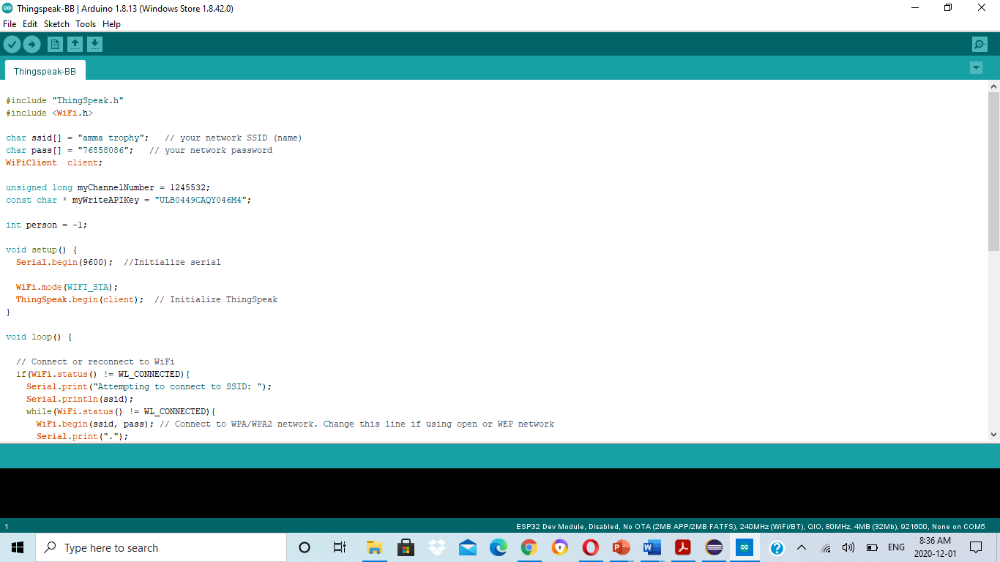 Thingspeak-BB | Arduino 1.8.13 (Windows Store 1.8.42.0)
File Edit Sketch Tools Help
Thingspeak-BB
#include "ThingSpeak.h"
#include <WiFi.h>
char ssid[] = "amma trophy";   // your network SSID (name)
char pass[] = "76858086";   // your network password
WiFiClient  client;
unsigned long myChannelNumber = 1245532;
const char * myWriteAPIKey = "ULB0449CAQY046M4";
int person = -1;
void setup() {
  Serial.begin(9600);  //Initialize serial
  WiFi.mode(WIFI_STA);
  ThingSpeak.begin(client);  // Initialize ThingSpeak
}
void loop() {
  // Connect or reconnect to WiFi
  if(WiFi.status() != WL_CONNECTED){
    Serial.print("Attempting to connect to SSID: ");
    Serial.println(ssid);
    while(WiFi.status() != WL_CONNECTED){
      WiFi.begin(ssid, pass); // Connect to WPA/WPA2 network. Change this line if using open or WEP network
      Serial.print(".");
1
ESP32 Dev Module, Disabled, No OTA (2MB APP/2MB FATFS), 240MHz (WiFi/BT), QIO, 80MHz, 4MB (32Mb), 921600, None on COM5
Type here to search
ENG
8:36 AM
2020-12-01